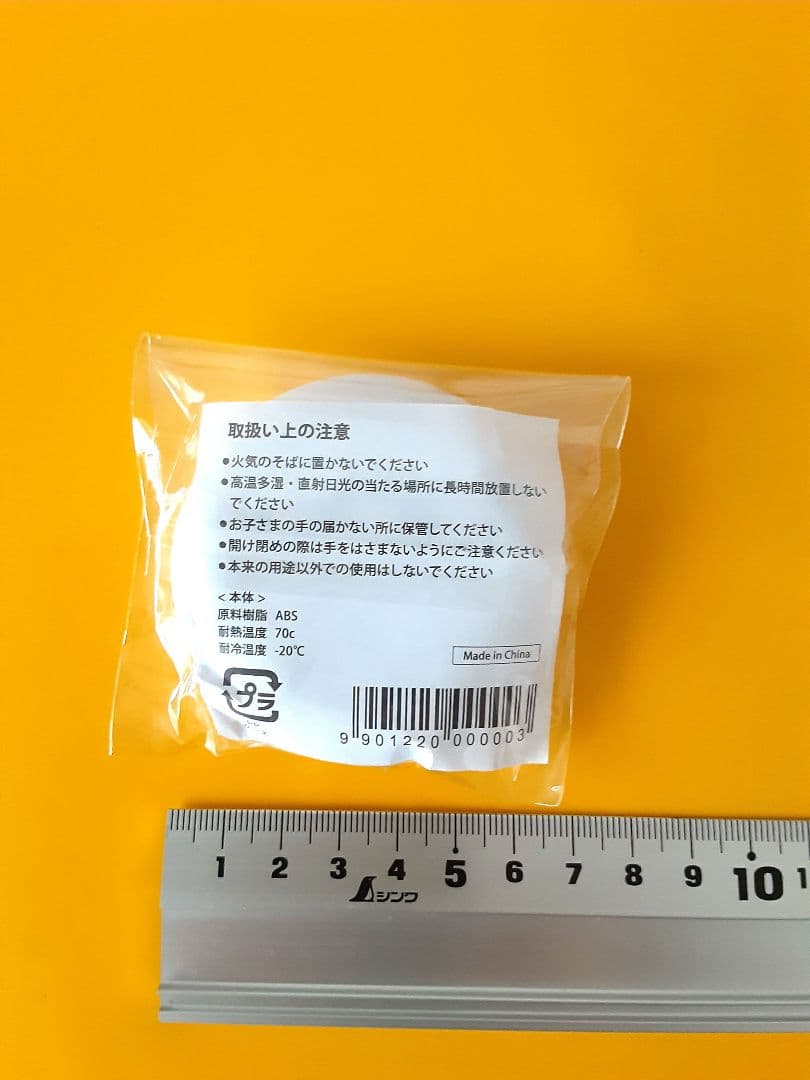 取扱い上の注意
●火気のそばに置かないでください
●高温多湿・直射日光の当たる場所に長時間放置しない
でください
●お子さまの手の届かない所に保管してください
●開け閉めの際は手をはさまないようにご注意ください
●本来の用途以外での使用はしないでください
<本体>
原料樹脂 ABS
耐熱温度 70c
耐冷温度 -20℃
Made in China
プラ
9 901220 000003
1 2 3 4 5 6 7 8 9 10 1
シンワ